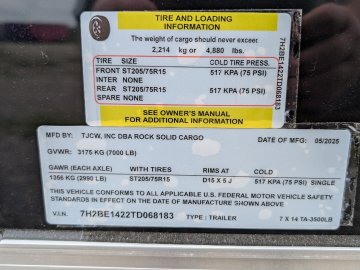 TIRE AND LOADING
INFORMATION
The weight of cargo should never exceed.
2,214 kg or 4,880 lbs.
TIRE SIZE COLD TIRE PRESS.
FRONT ST205/75R15 517 KPA (75 PSI)
INTER NONE
REAR ST205/75R15 517 KPA (75 PSI)
SPARE NONE
SEE OWNER'S MANUAL
FOR ADDITIONAL INFORMATION
7H2BE1422TD068183
MFD BY: TJCW, INC DBA ROCK SOLID CARGO DATE OF MFG: 05/2025
GVWR: 3175 KG (7000 LB)
GAWR (EACH AXLE) WITH TIRES RIMS AT COLD
1356 KG (2990 LB) ST205/75R15 D15 X 5 J 517 KPA (75 PSI) SINGLE
THIS VEHICLE CONFORMS TO ALL APPLICABLE U.S. FEDERAL MOTOR VEHICLE SAFETY
STANDARDS IN EFFECT ON THE DATE OF MANUFACTURE SHOWN ABOVE
V.I.N. 7H2BE1422TD068183 TYPE: TRAILER 7 X 14 TA-3500LB